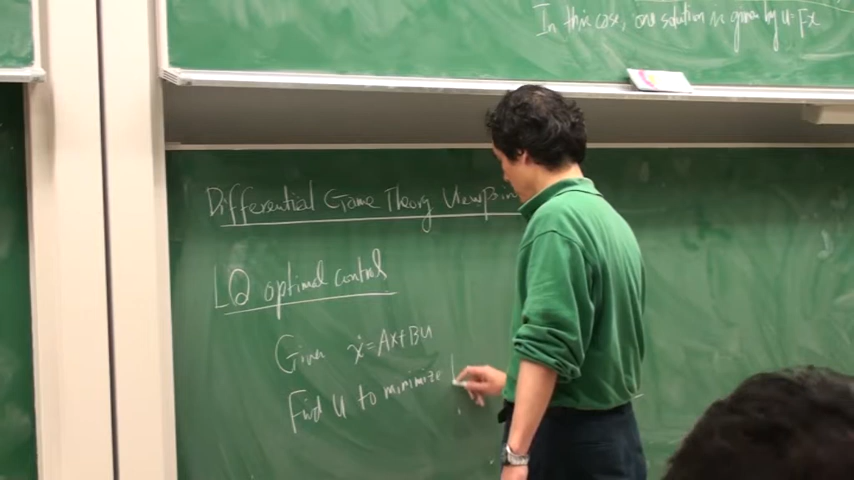 In this case, one solution is given by u=Fx
Differential Game Theory Viewpoin
LQ optimal control
Given ẋ=Ax+Bu
Find u to minimize